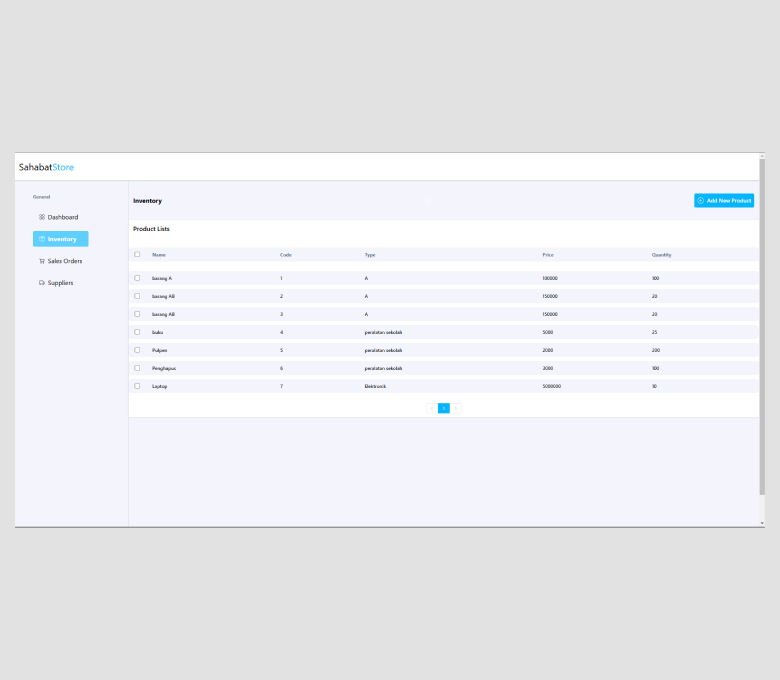 SahabatStore
General
Dashboard
Inventory
Sales Orders
Suppliers
Inventory
Add New Product
Product Lists
Name Code Type Price Quantity
barang A 1 A 100000 100
barang AB 2 A 150000 20
barang AB 3 A 150000 20
buku 4 peralatan sekolah 5000 25
Pulpen 5 peralatan sekolah 2000 200
Penghapus 6 peralatan sekolah 3000 100
Laptop 7 Elektronik 5000000 10